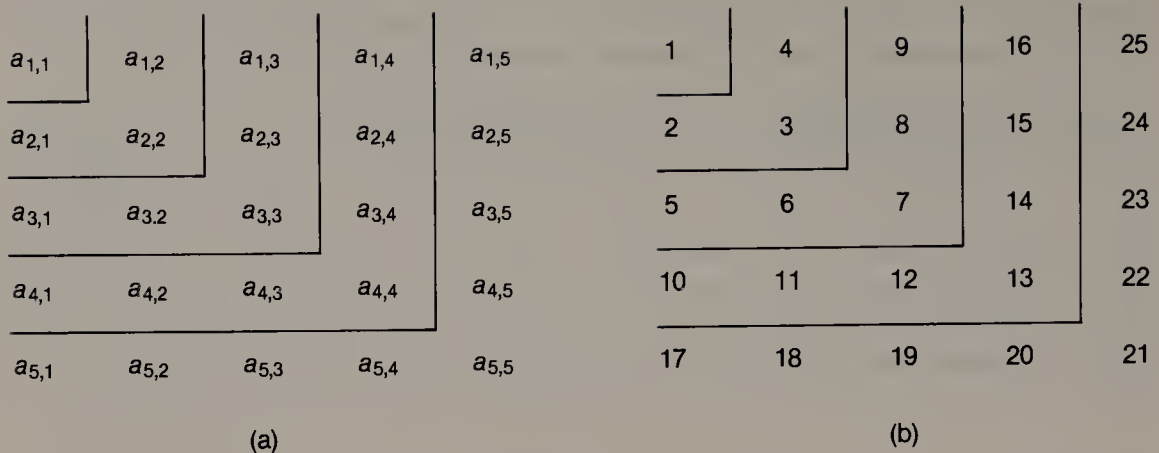 a1,1 a1,2 a1,3 a1,4 a1,5
a2,1 a2,2 a2,3 a2,4 a2,5
a3,1 a3.2 a3,3 a3,4 a3,5
a4,1 a4,2 a4,3 a4,4 a4,5
a5,1 a5,2 a5,3 a5,4 a5,5
(a)
1 4 9 16 25
2 3 8 15 24
5 6 7 14 23
10 11 12 13 22
17 18 19 20 21
(b)